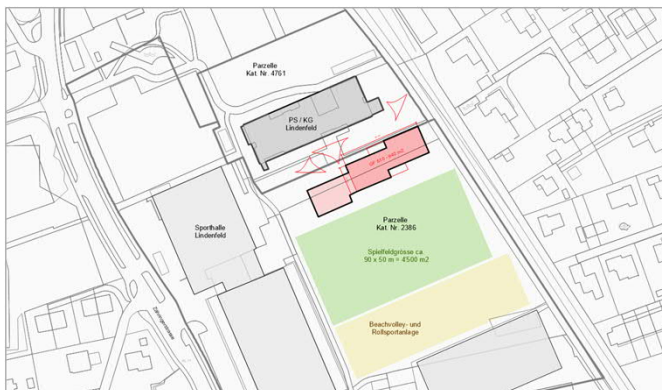 Parzelle
Kat. Nr. 4761
PS / KG
Lindenfeld
Sporthalle
Lindenfeld
Parzelle
Kat. Nr. 2386
Spielfeldgrösse ca.
90 x 50 m = 4'500 m2
Beachvolley- und
Rollsportanlage